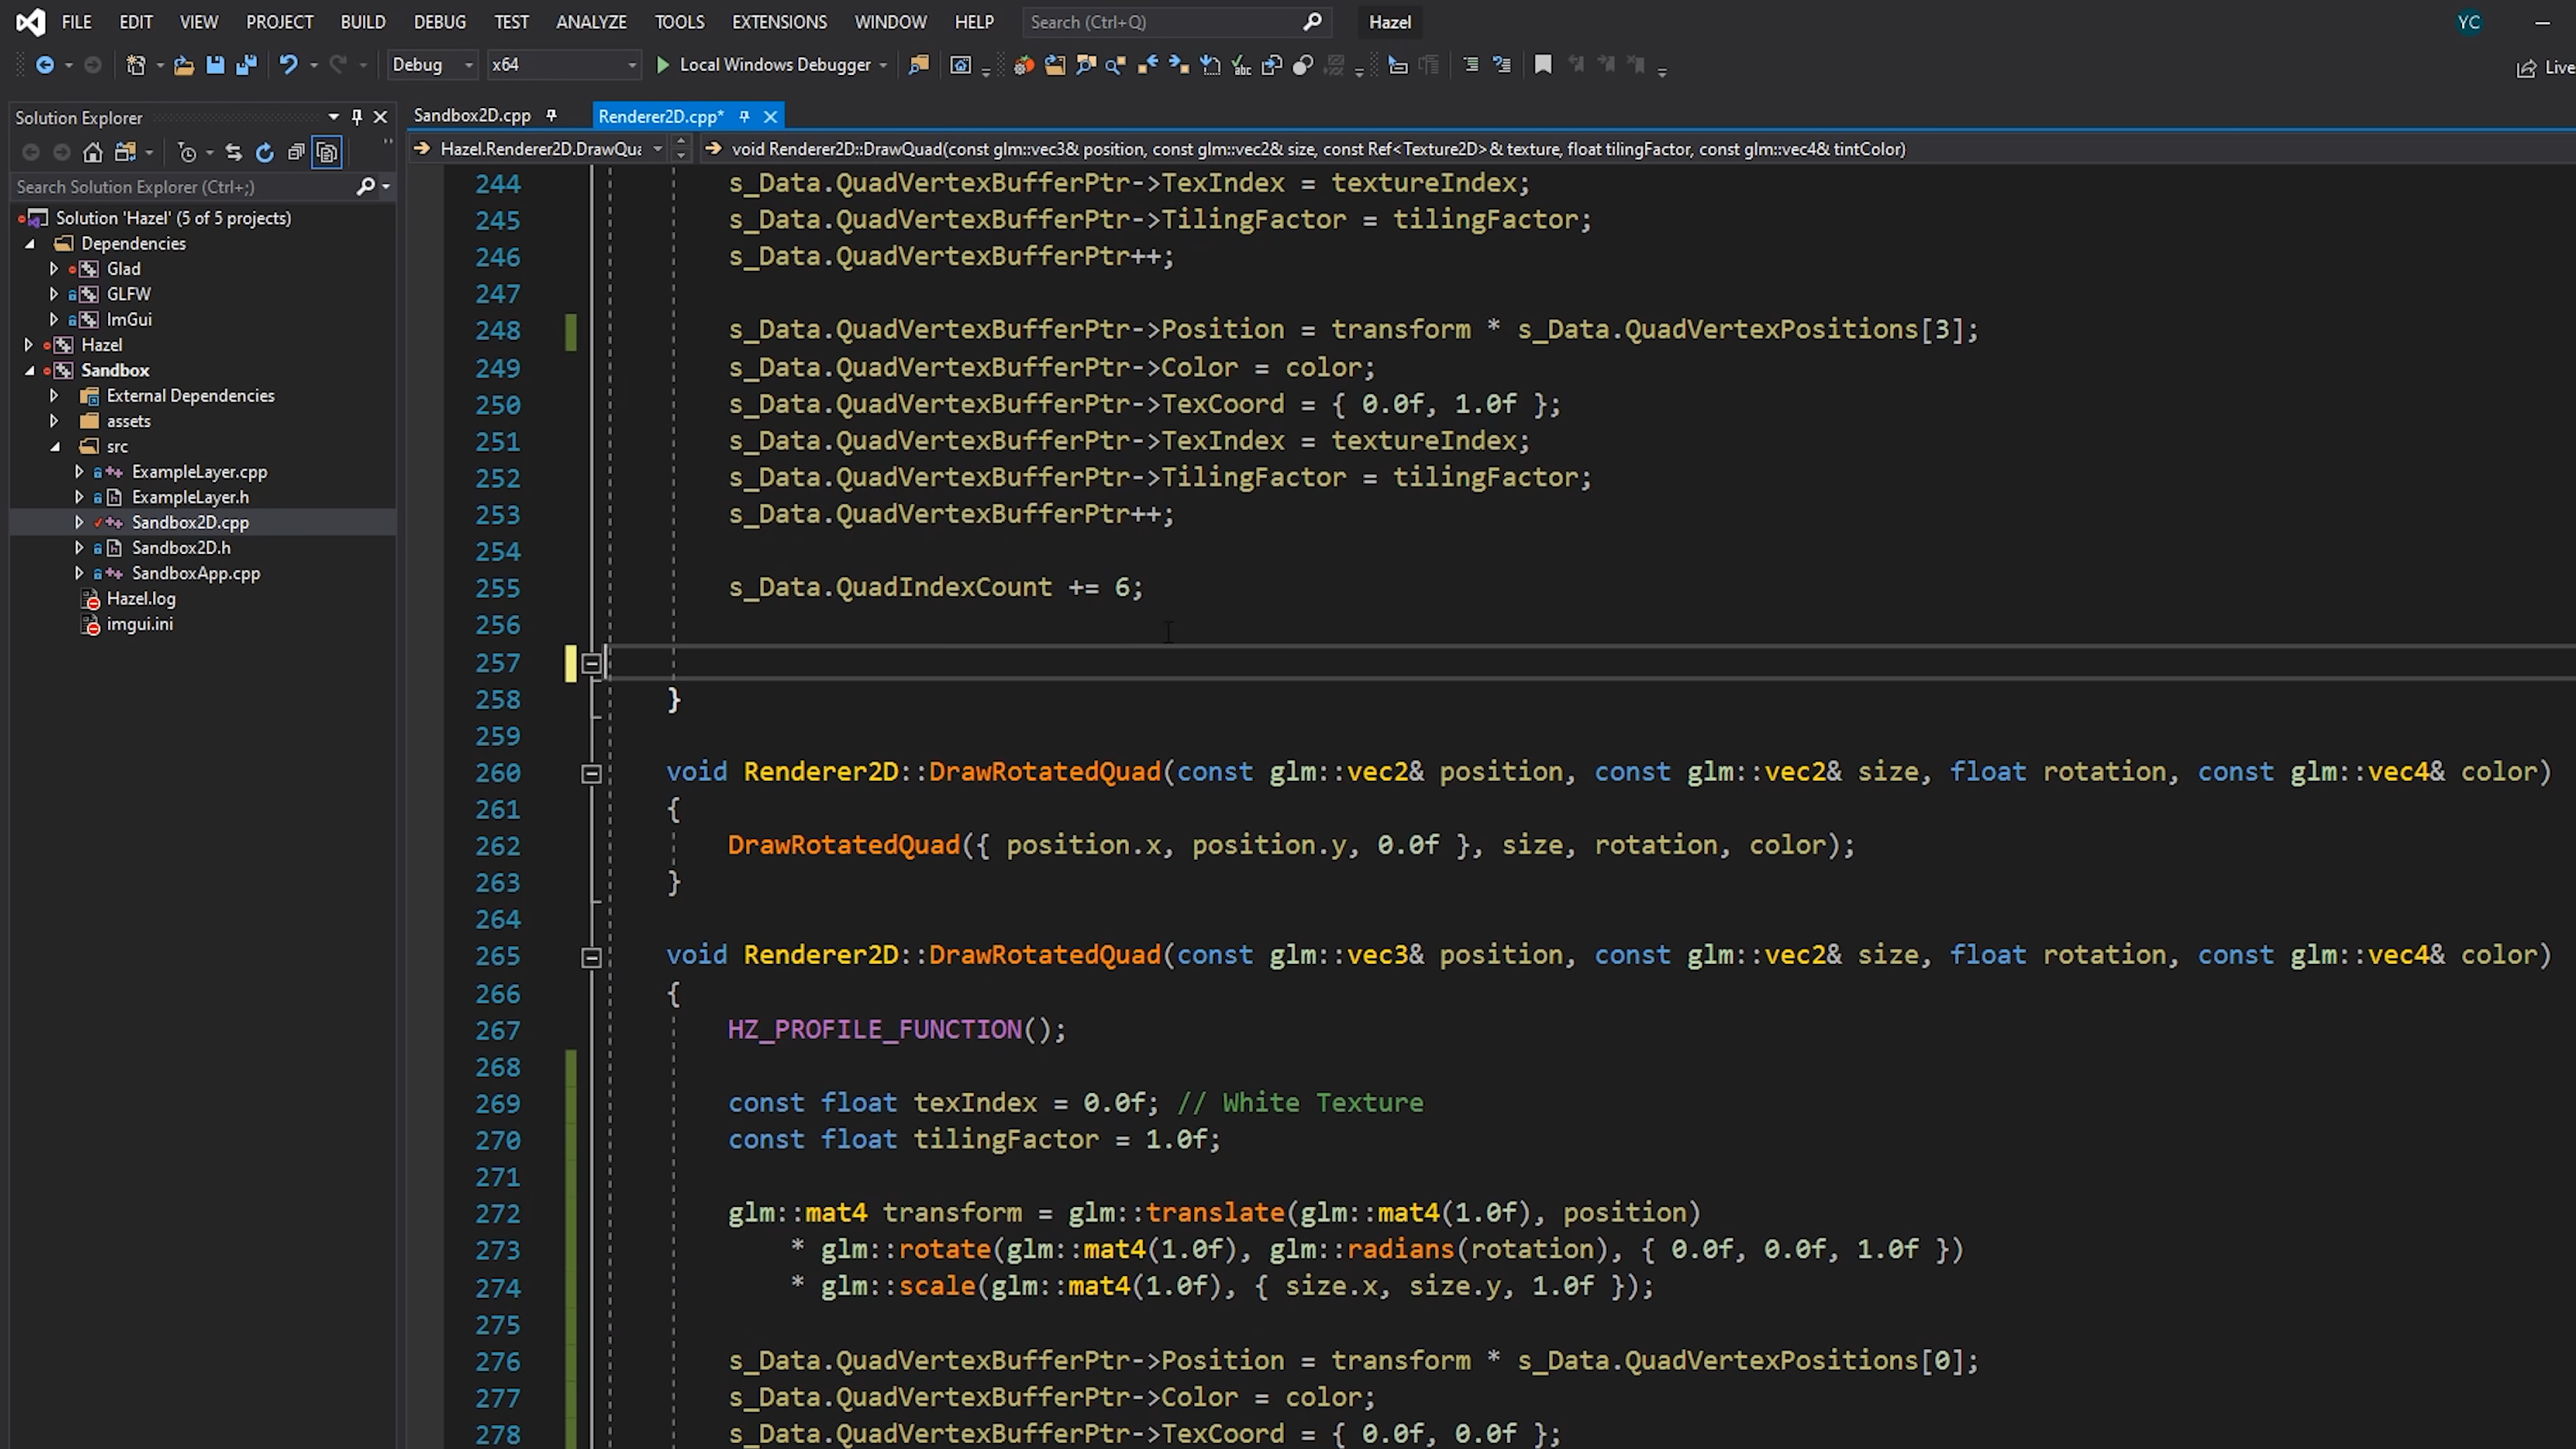 FILE EDIT VIEW PROJECT BUILD DEBUG TEST ANALYZE TOOLS EXTENSIONS WINDOW HELP Search (Ctrl+Q) Hazel YC
Debug x64 Local Windows Debugger Live
Solution Explorer
Search Solution Explorer (Ctrl+;)
Solution 'Hazel' (5 of 5 projects)
Dependencies
Glad
GLFW
ImGui
Hazel
Sandbox
External Dependencies
assets
src
ExampleLayer.cpp
ExampleLayer.h
Sandbox2D.cpp
Sandbox2D.h
SandboxApp.cpp
Hazel.log
imgui.ini
Sandbox2D.cpp Renderer2D.cpp*
Hazel.Renderer2D.DrawQua void Renderer2D::DrawQuad(const glm::vec3& position, const glm::vec2& size, const Ref<Texture2D>& texture, float tilingFactor, const glm::vec4& tintColor)
244 s_Data.QuadVertexBufferPtr->TexIndex = textureIndex;
245 s_Data.QuadVertexBufferPtr->TilingFactor = tilingFactor;
246 s_Data.QuadVertexBufferPtr++;
247
248 s_Data.QuadVertexBufferPtr->Position = transform * s_Data.QuadVertexPositions[3];
249 s_Data.QuadVertexBufferPtr->Color = color;
250 s_Data.QuadVertexBufferPtr->TexCoord = { 0.0f, 1.0f };
251 s_Data.QuadVertexBufferPtr->TexIndex = textureIndex;
252 s_Data.QuadVertexBufferPtr->TilingFactor = tilingFactor;
253 s_Data.QuadVertexBufferPtr++;
254
255 s_Data.QuadIndexCount += 6;
256
257
258 }
259
260 void Renderer2D::DrawRotatedQuad(const glm::vec2& position, const glm::vec2& size, float rotation, const glm::vec4& color)
261 {
262 DrawRotatedQuad({ position.x, position.y, 0.0f }, size, rotation, color);
263 }
264
265 void Renderer2D::DrawRotatedQuad(const glm::vec3& position, const glm::vec2& size, float rotation, const glm::vec4& color)
266 {
267 HZ_PROFILE_FUNCTION();
268
269 const float texIndex = 0.0f; // White Texture
270 const float tilingFactor = 1.0f;
271
272 glm::mat4 transform = glm::translate(glm::mat4(1.0f), position)
273 * glm::rotate(glm::mat4(1.0f), glm::radians(rotation), { 0.0f, 0.0f, 1.0f })
274 * glm::scale(glm::mat4(1.0f), { size.x, size.y, 1.0f });
275
276 s_Data.QuadVertexBufferPtr->Position = transform * s_Data.QuadVertexPositions[0];
277 s_Data.QuadVertexBufferPtr->Color = color;
278 s_Data.QuadVertexBufferPtr->TexCoord = { 0.0f, 0.0f };